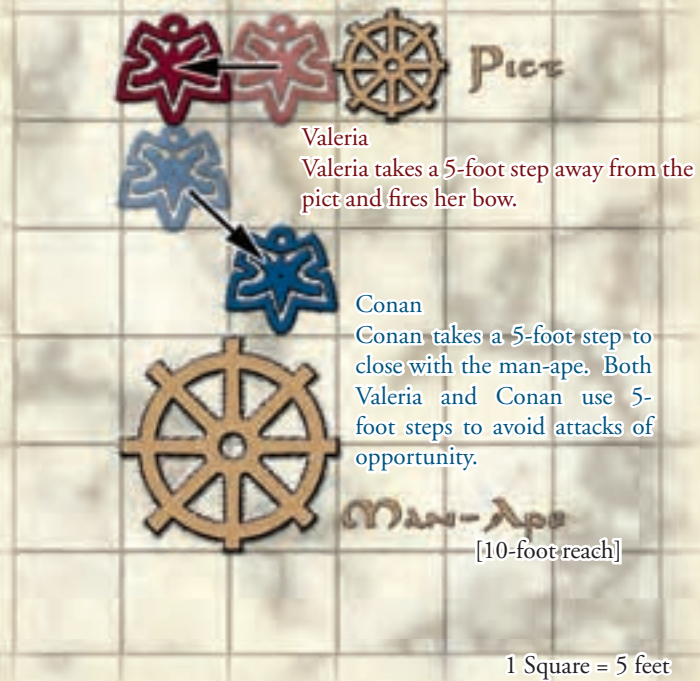 Pict
Valeria
Valeria takes a 5-foot step away from the
pict and fires her bow.
Conan
Conan takes a 5-foot step to
close with the man-ape. Both
Valeria and Conan use 5-
foot steps to avoid attacks of
opportunity.
Man-Ape
[10-foot reach]
1 Square = 5 feet